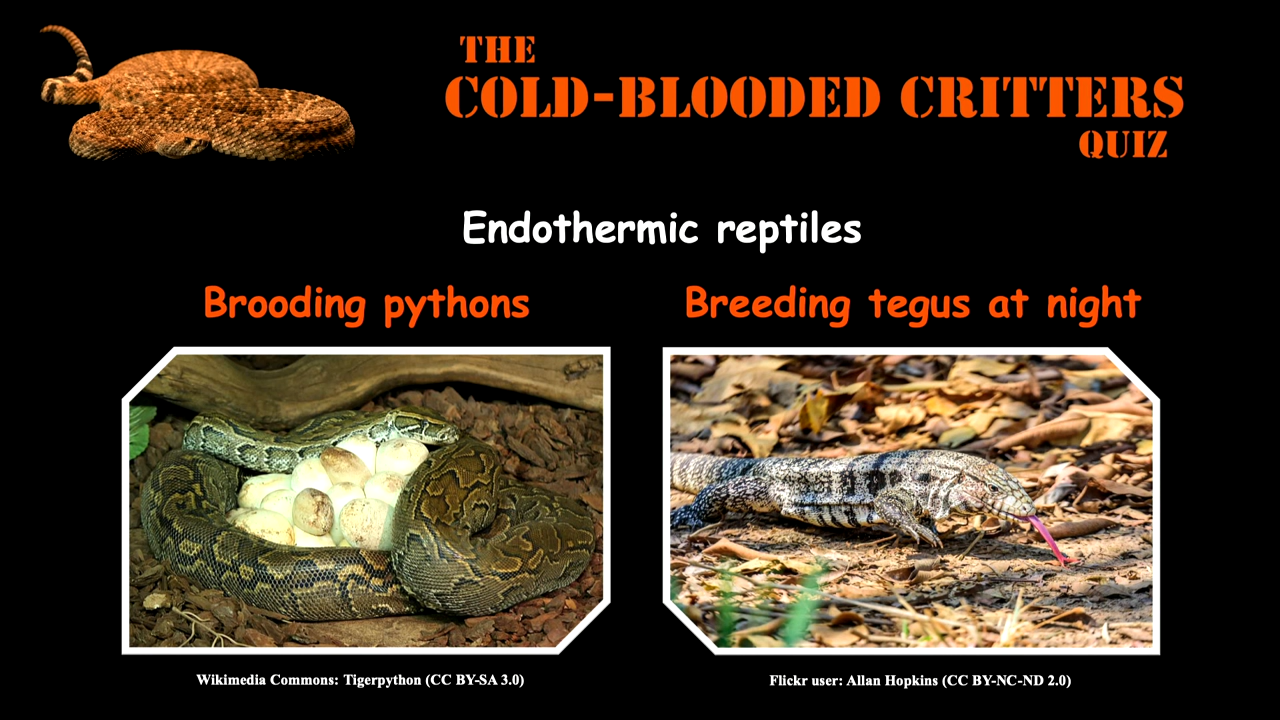 THE
COLD-BLOODED CRITTERS
QUIZ
Endothermic reptiles
Brooding pythons
Breeding tegus at night
Wikimedia Commons: Tigerpython (CC BY-SA 3.0)
Flickr user: Allan Hopkins (CC BY-NC-ND 2.0)